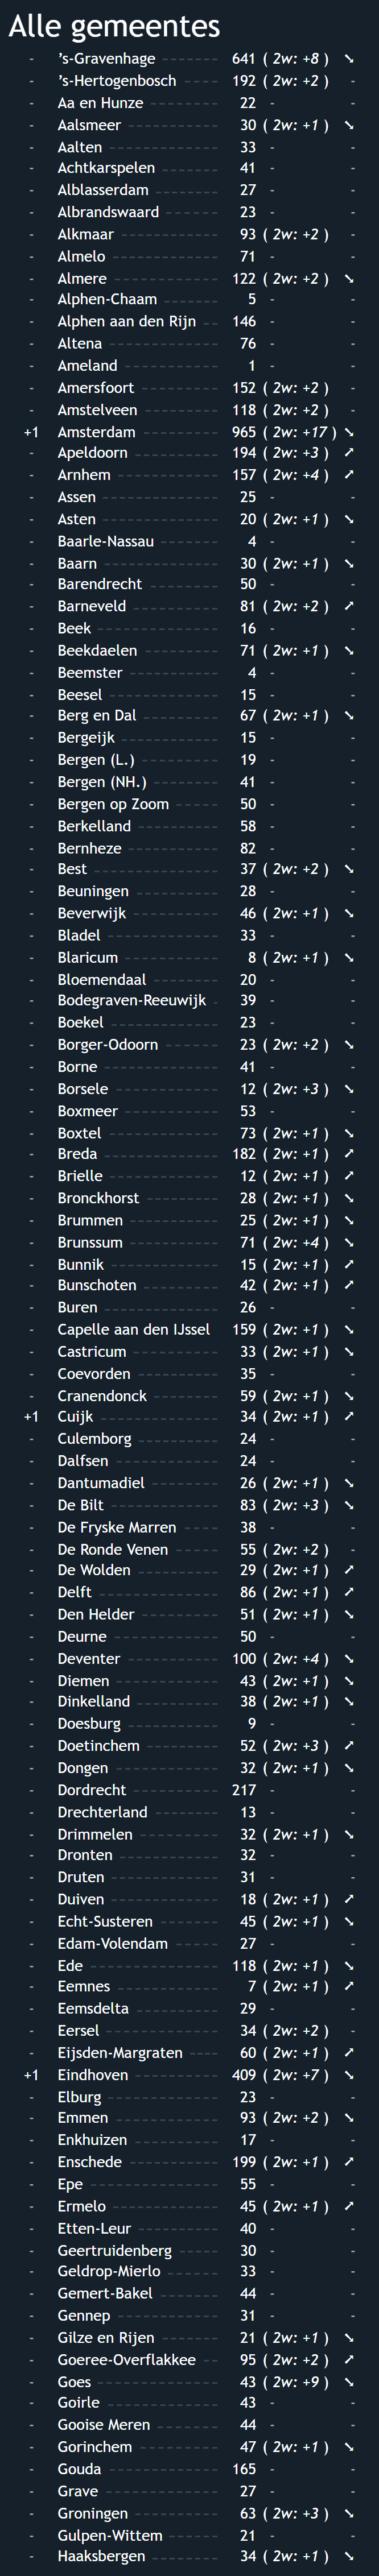 Alle gemeentes
- ’s-Gravenhage 641 ( 2w: +8 ) ➘
- ’s-Hertogenbosch 192 ( 2w: +2 ) -
- Aa en Hunze 22 - -
- Aalsmeer 30 ( 2w: +1 ) ➘
- Aalten 33 - -
- Achtkarspelen 41 - -
- Alblasserdam 27 - -
- Albrandswaard 23 - -
- Alkmaar 93 ( 2w: +2 ) -
- Almelo 71 - -
- Almere 122 ( 2w: +2 ) ➘
- Alphen-Chaam 5 - -
- Alphen aan den Rijn 146 - -
- Altena 76 - -
- Ameland 1 - -
- Amersfoort 152 ( 2w: +2 ) -
- Amstelveen 118 ( 2w: +2 ) -
+1 Amsterdam 965 ( 2w: +17 ) ➘
- Apeldoorn 194 ( 2w: +3 ) ➚
- Arnhem 157 ( 2w: +4 ) ➚
- Assen 25 - -
- Asten 20 ( 2w: +1 ) ➘
- Baarle-Nassau 4 - -
- Baarn 30 ( 2w: +1 ) ➘
- Barendrecht 50 - -
- Barneveld 81 ( 2w: +2 ) ➚
- Beek 16 - -
- Beekdaelen 71 ( 2w: +1 ) ➘
- Beemster 4 - -
- Beesel 15 - -
- Berg en Dal 67 ( 2w: +1 ) ➘
- Bergeijk 15 - -
- Bergen (L.) 19 - -
- Bergen (NH.) 41 - -
- Bergen op Zoom 50 - -
- Berkelland 58 - -
- Bernheze 82 - -
- Best 37 ( 2w: +2 ) ➘
- Beuningen 28 - -
- Beverwijk 46 ( 2w: +1 ) ➘
- Bladel 33 - -
- Blaricum 8 ( 2w: +1 ) ➘
- Bloemendaal 20 - -
- Bodegraven-Reeuwijk 39 - -
- Boekel 23 - -
- Borger-Odoorn 23 ( 2w: +2 ) ➘
- Borne 41 - -
- Borsele 12 ( 2w: +3 ) ➘
- Boxmeer 53 - -
- Boxtel 73 ( 2w: +1 ) ➘
- Breda 182 ( 2w: +1 ) ➚
- Brielle 12 ( 2w: +1 ) ➚
- Bronckhorst 28 ( 2w: +1 ) ➘
- Brummen 25 ( 2w: +1 ) ➘
- Brunssum 71 ( 2w: +4 ) ➘
- Bunnik 15 ( 2w: +1 ) ➚
- Bunschoten 42 ( 2w: +1 ) ➚
- Buren 26 - -
- Capelle aan den IJssel 159 ( 2w: +1 ) ➘
- Castricum 33 ( 2w: +1 ) ➘
- Coevorden 35 - -
- Cranendonck 59 ( 2w: +1 ) ➘
+1 Cuijk 34 ( 2w: +1 ) ➚
- Culemborg 24 - -
- Dalfsen 24 - -
- Dantumadiel 26 ( 2w: +1 ) ➘
- De Bilt 83 ( 2w: +3 ) ➘
- De Fryske Marren 38 - -
- De Ronde Venen 55 ( 2w: +2 ) -
- De Wolden 29 ( 2w: +1 ) ➚
- Delft 86 ( 2w: +1 ) ➚
- Den Helder 51 ( 2w: +1 ) ➘
- Deurne 50 - -
- Deventer 100 ( 2w: +4 ) ➘
- Diemen 43 ( 2w: +1 ) ➘
- Dinkelland 38 ( 2w: +1 ) ➘
- Doesburg 9 - -
- Doetinchem 52 ( 2w: +3 ) ➚
- Dongen 32 ( 2w: +1 ) ➘
- Dordrecht 217 - -
- Drechterland 13 - -
- Drimmelen 32 ( 2w: +1 ) ➘
- Dronten 32 - -
- Druten 31 - -
- Duiven 18 ( 2w: +1 ) ➚
- Echt-Susteren 45 ( 2w: +1 ) ➘
- Edam-Volendam 27 - -
- Ede 118 ( 2w: +1 ) ➘
- Eemnes 7 ( 2w: +1 ) ➚
- Eemsdelta 29 - -
- Eersel 34 ( 2w: +2 ) -
- Eijsden-Margraten 60 ( 2w: +1 ) ➚
+1 Eindhoven 409 ( 2w: +7 ) ➘
- Elburg 23 - -
- Emmen 93 ( 2w: +2 ) ➘
- Enkhuizen 17 - -
- Enschede 199 ( 2w: +1 ) ➚
- Epe 55 - -
- Ermelo 45 ( 2w: +1 ) ➚
- Etten-Leur 40 - -
- Geertruidenberg 30 - -
- Geldrop-Mierlo 33 - -
- Gemert-Bakel 44 - -
- Gennep 31 - -
- Gilze en Rijen 21 ( 2w: +1 ) ➘
- Goeree-Overflakkee 95 ( 2w: +2 ) ➚
- Goes 43 ( 2w: +9 ) ➘
- Goirle 43 - -
- Gooise Meren 44 - -
- Gorinchem 47 ( 2w: +1 ) ➘
- Gouda 165 - -
- Grave 27 - -
- Groningen 63 ( 2w: +3 ) ➘
- Gulpen-Wittem 21 - -
- Haaksbergen 34 ( 2w: +1 ) ➘